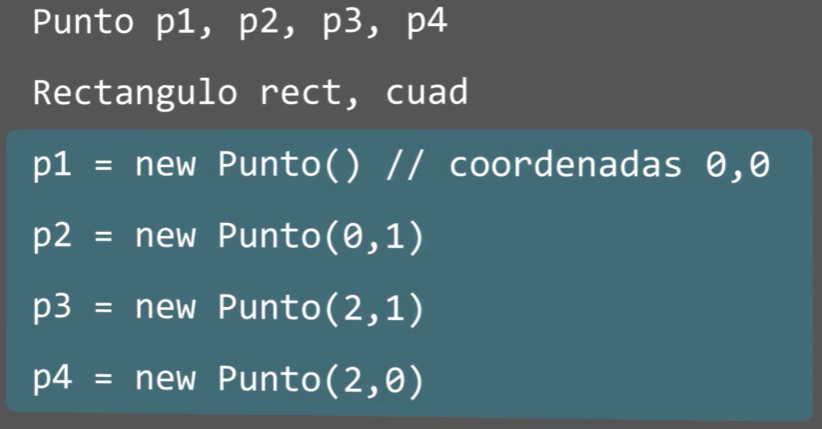 Punto p1, p2, p3, p4
Rectangulo rect, cuad
p1 = new Punto() // coordenadas 0,0
p2 = new Punto(0,1)
p3 = new Punto(2,1)
p4 = new Punto(2,0)